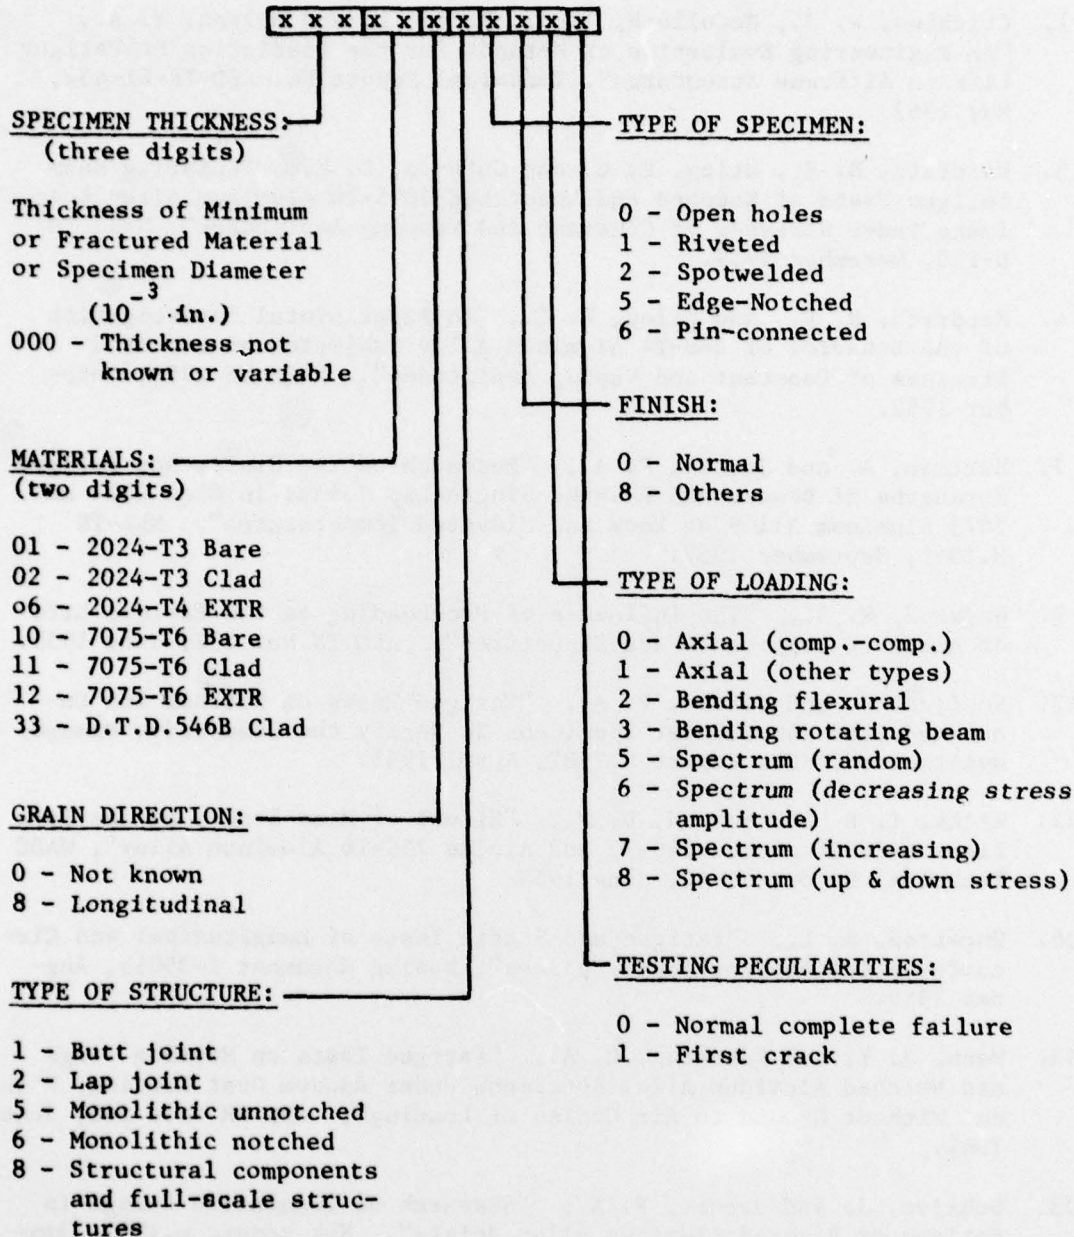 x x x x x x x x x x x
SPECIMEN THICKNESS:
(three digits)
Thickness of Minimum
or Fractured Material
or Specimen Diameter
(10⁻³ in.)
000 - Thickness not
known or variable
MATERIALS:
(two digits)
01 - 2024-T3 Bare
02 - 2024-T3 Clad
o6 - 2024-T4 EXTR
10 - 7075-T6 Bare
11 - 7075-T6 Clad
12 - 7075-T6 EXTR
33 - D.T.D.546B Clad
GRAIN DIRECTION:
0 - Not known
8 - Longitudinal
TYPE OF STRUCTURE:
1 - Butt joint
2 - Lap joint
5 - Monolithic unnotched
6 - Monolithic notched
8 - Structural components
and full-scale struc-
tures
TYPE OF SPECIMEN:
0 - Open holes
1 - Riveted
2 - Spotwelded
5 - Edge-Notched
6 - Pin-connected
FINISH:
0 - Normal
8 - Others
TYPE OF LOADING:
0 - Axial (comp.-comp.)
1 - Axial (other types)
2 - Bending flexural
3 - Bending rotating beam
5 - Spectrum (random)
6 - Spectrum (decreasing stress
amplitude)
7 - Spectrum (increasing)
8 - Spectrum (up & down stress)
TESTING PECULIARITIES:
0 - Normal complete failure
1 - First crack